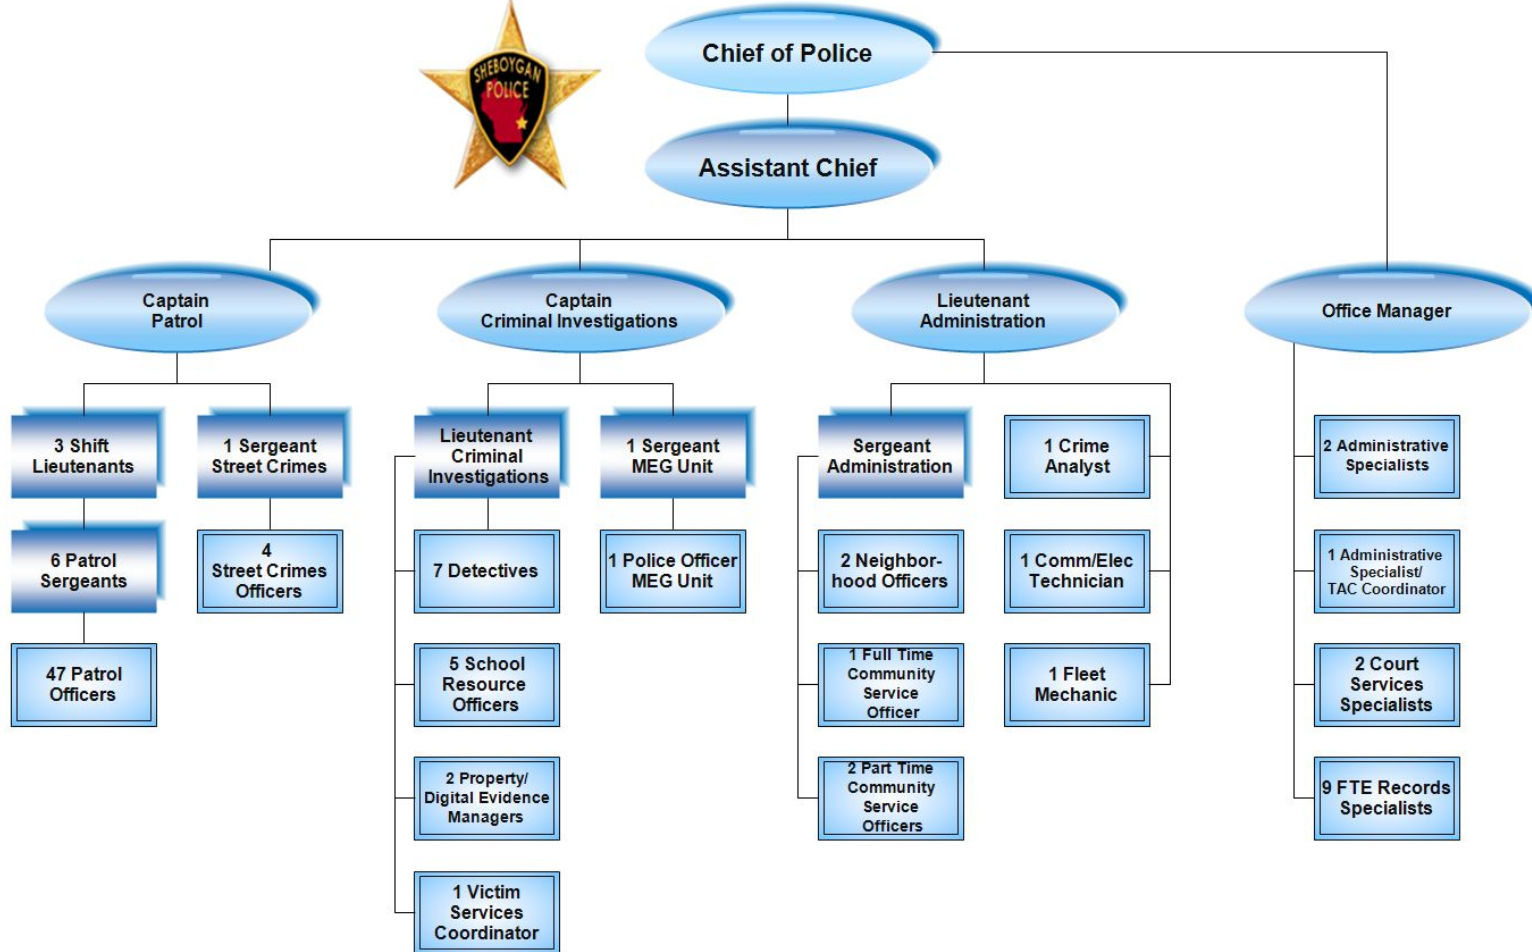 SHEBOYGAN
POLICE
Chief of Police
Assistant Chief
Captain
Patrol
Captain
Criminal Investigations
Lieutenant
Administration
Office Manager
3 Shift
Lieutenants
1 Sergeant
Street Crimes
Lieutenant
Criminal
Investigations
1 Sergeant
MEG Unit
Sergeant
Administration
1 Crime
Analyst
2 Administrative
Specialists
6 Patrol
Sergeants
4
Street Crimes
Officers
7 Detectives
1 Police Officer
MEG Unit
2 Neighbor-
hood Officers
1 Comm/Elec
Technician
1 Administrative
Specialist/
TAC Coordinator
47 Patrol
Officers
5 School
Resource
Officers
1 Full Time
Community
Service
Officer
1 Fleet
Mechanic
2 Court
Services
Specialists
2 Property/
Digital Evidence
Managers
2 Part Time
Community
Service
Officers
9 FTE Records
Specialists
1 Victim
Services
Coordinator